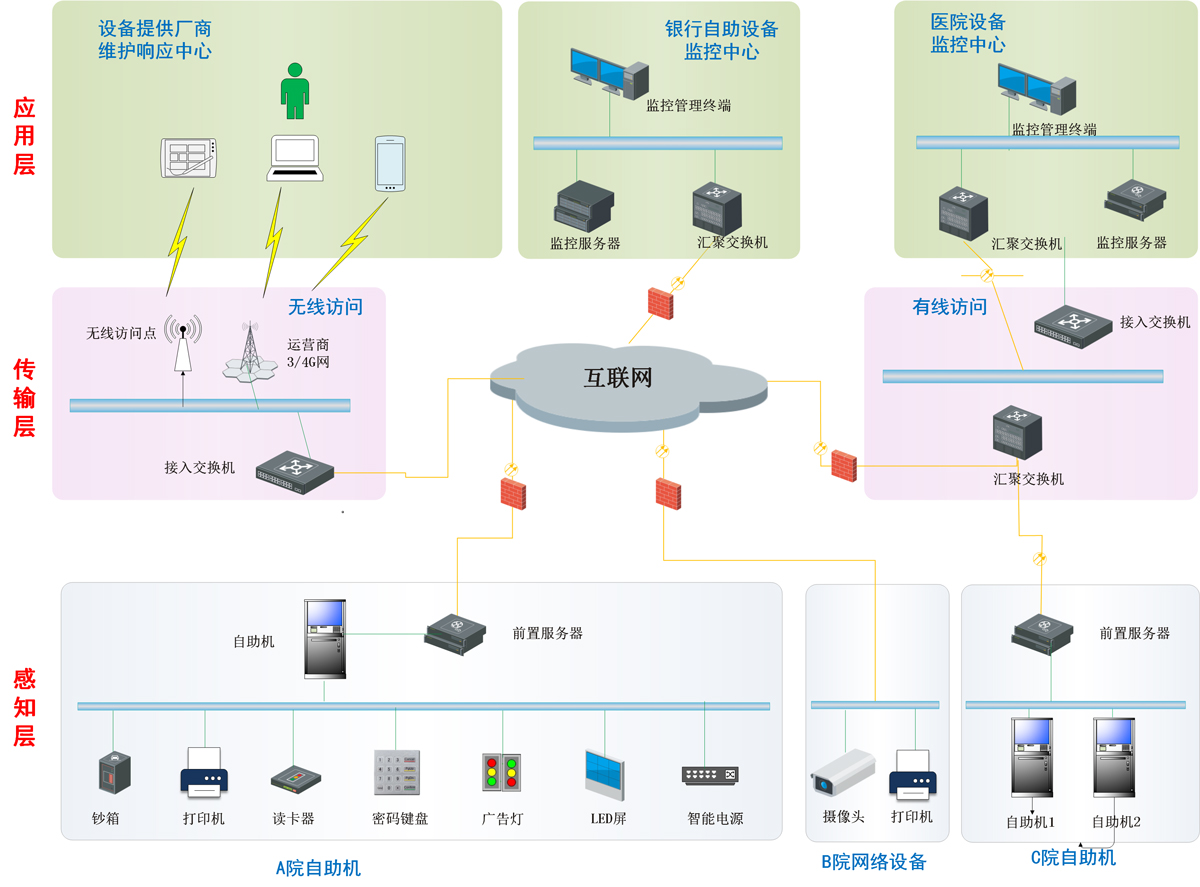 设备提供厂商
维护响应中心
银行自助设备
监控中心
医院设备
监控中心
监控管理终端
监控管理终端
应
用
层
监控服务器
汇聚交换机
汇聚交换机
监控服务器
无线访问
有线访问
无线访问点
运营商
3/4G网
接入交换机
传
输
层
互联网
接入交换机
汇聚交换机
自助机
前置服务器
前置服务器
感
知
层
钞箱
打印机
读卡器
密码键盘
广告灯
LED屏
智能电源
摄像头
打印机
自助机1
自助机2
A院自助机
B院网络设备
C院自助机